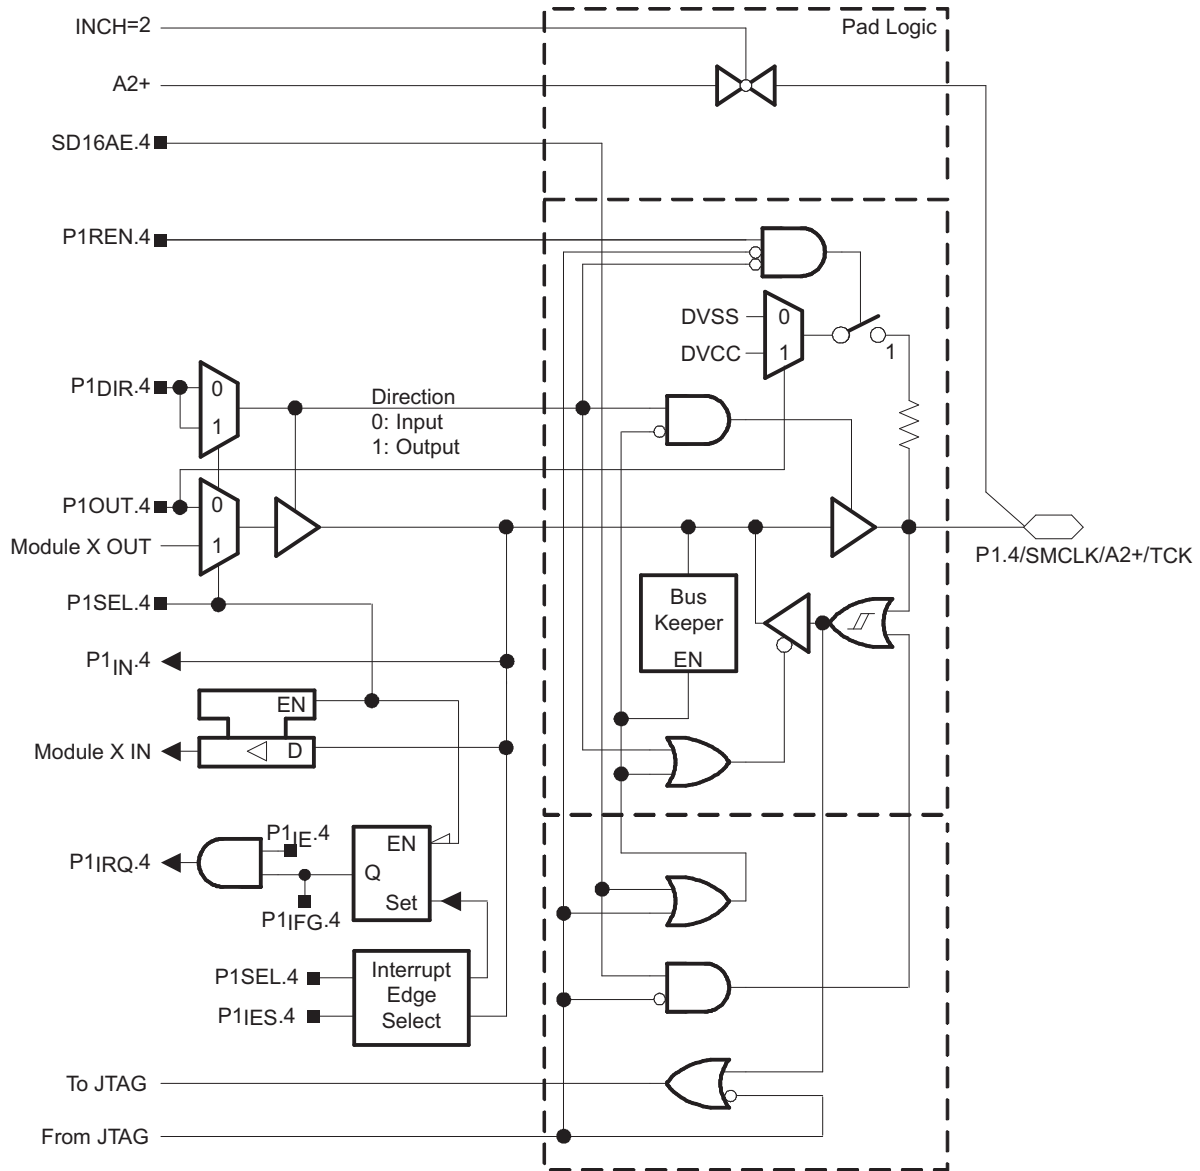 INCH=2
Pad Logic
A2+
SD16AE.4
P1REN.4
DVSS
0
DVCC
1
1
P1DIR.4
0
1
Direction
0: Input
1: Output
P1OUT.4
0
Module X OUT
1
P1.4/SMCLK/A2+/TCK
P1SEL.4
Bus
Keeper
EN
P1IN.4
EN
Module X IN
D
P1IE.4
P1IRQ.4
EN
Q
Set
P1IFG.4
P1SEL.4
P1IES.4
Interrupt
Edge
Select
To JTAG
From JTAG